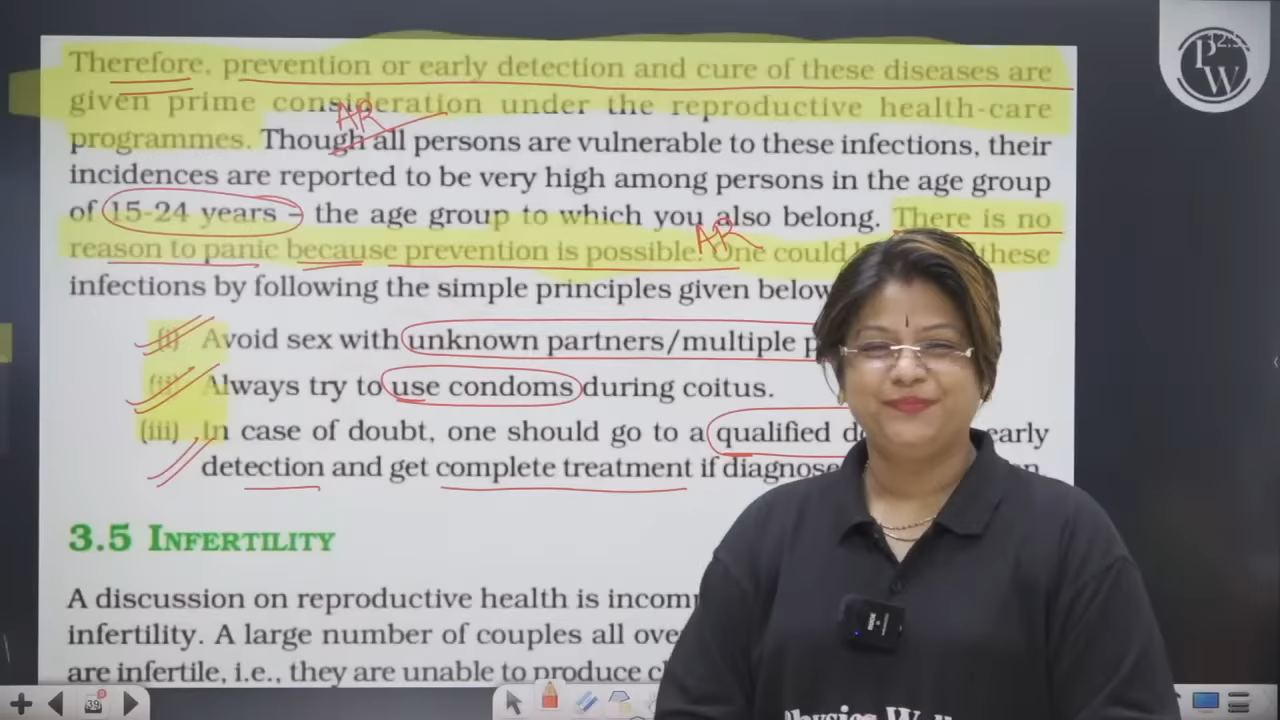 Therefore, prevention or early detection and cure of these diseases are
given prime consideration under the reproductive health-care
programmes. Though all persons are vulnerable to these infections, their
incidences are reported to be very high among persons in the age group
of 15-24 years – the age group to which you also belong. There is no
reason to panic because prevention is possible. One could these
infections by following the simple principles given below
(i) Avoid sex with unknown partners/multiple p
(ii) Always try to use condoms during coitus.
(iii) In case of doubt, one should go to a qualified d early
detection and get complete treatment if diagnose
3.5 INFERTILITY
A discussion on reproductive health is incom
infertility. A large number of couples all ove
are infertile, i.e., they are unable to produce c
AR
AR
PW
39
Physics W